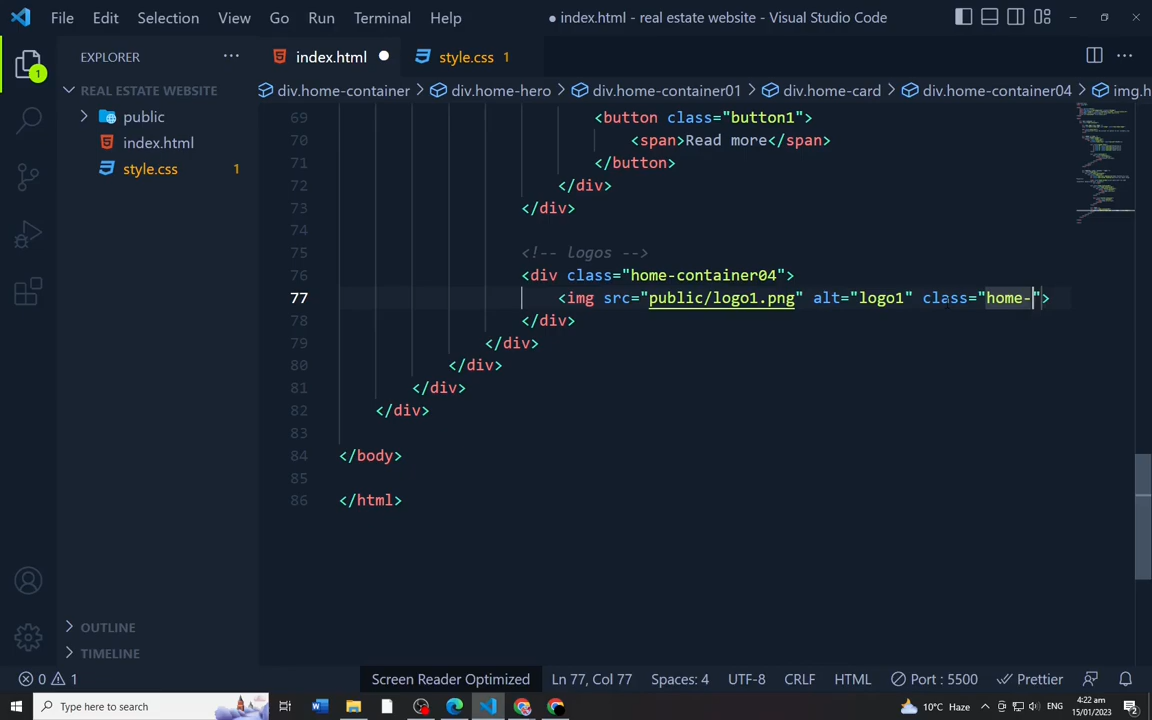 File Edit Selection View Go Run Terminal Help
● index.html - real estate website - Visual Studio Code
EXPLORER
index.html
style.css 1
1
REAL ESTATE WEBSITE
div.home-container > div.home-hero > div.home-container01 > div.home-card > div.home-container04 > img.h
public
index.html
style.css 1
69 <button class="button1">
70 <span>Read more</span>
71 </button>
72 </div>
73 </div>
74
75 <!-- Logos -->
76 <div class="home-container04">
77 <img src="public/logo1.png" alt="logo1" class="home-">
78 </div>
79 </div>
80 </div>
81 </div>
82 </div>
83
84 </body>
85
86 </html>
OUTLINE
TIMELINE
0 1 Screen Reader Optimized Ln 77, Col 77 Spaces: 4 UTF-8 CRLF HTML Port : 5500 Prettier
Type here to search
10°C Haze ENG
4:22 am
15/01/2023
2